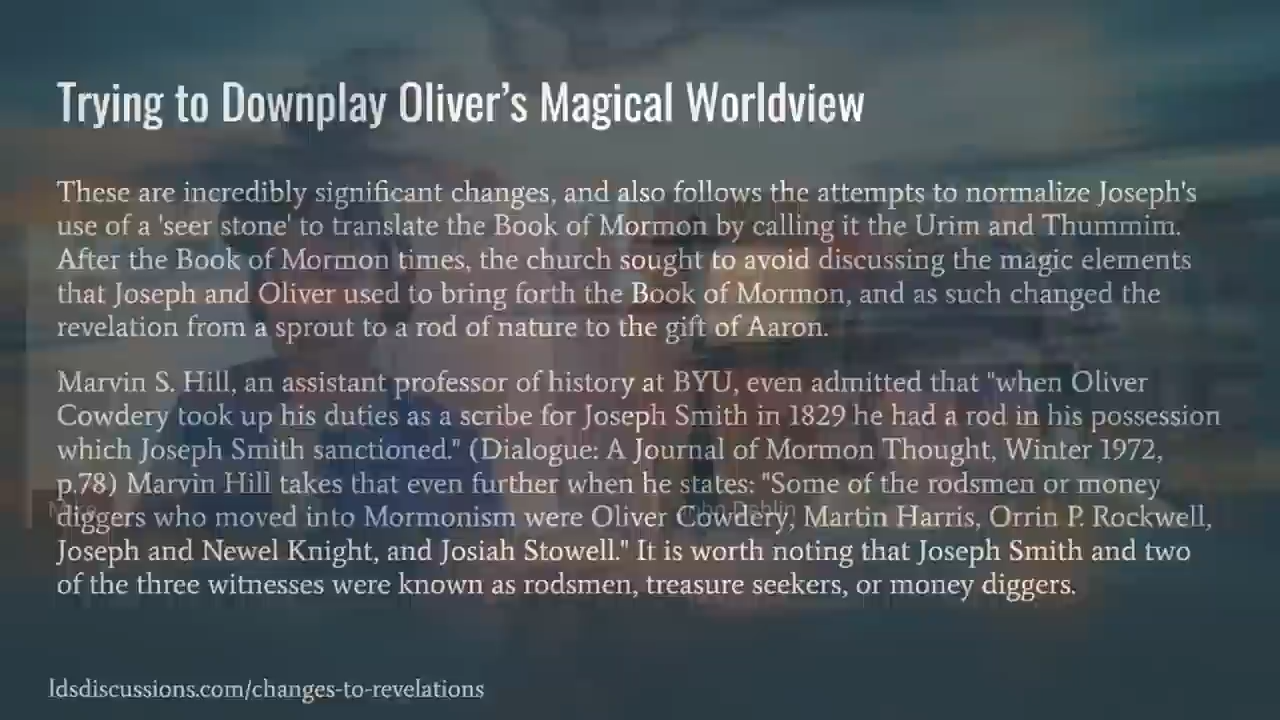 Trying to Downplay Oliver's Magical Worldview
These are incredibly significant changes, and also follows the attempts to normalize Joseph's
use of a 'seer stone' to translate the Book of Mormon by calling it the Urim and Thummim.
After the Book of Mormon times, the church sought to avoid discussing the magic elements
that Joseph and Oliver used to bring forth the Book of Mormon, and as such changed the
revelation from a sprout to a rod of nature to the gift of Aaron.
Marvin S. Hill, an assistant professor of history at BYU, even admitted that "when Oliver
Cowdery took up his duties as a scribe for Joseph Smith in 1829 he had a rod in his possession
which Joseph Smith sanctioned." (Dialogue: A Journal of Mormon Thought, Winter 1972,
p.78) Marvin Hill takes that even further when he states: "Some of the rodsmen or money
diggers who moved into Mormonism were Oliver Cowdery, Martin Harris, Orrin P. Rockwell,
Joseph and Newel Knight, and Josiah Stowell." It is worth noting that Joseph Smith and two
of the three witnesses were known as rodsmen, treasure seekers, or money diggers.
ldsdiscussions.com/changes-to-revelations